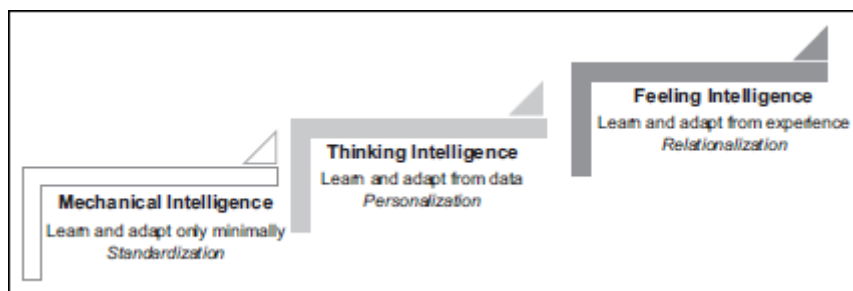 Mechanical Intelligence
Learn and adapt only minimally
Standardization
Thinking Intelligence
Learn and adapt from data
Personalization
Feeling Intelligence
Learn and adapt from experience
Relationalization